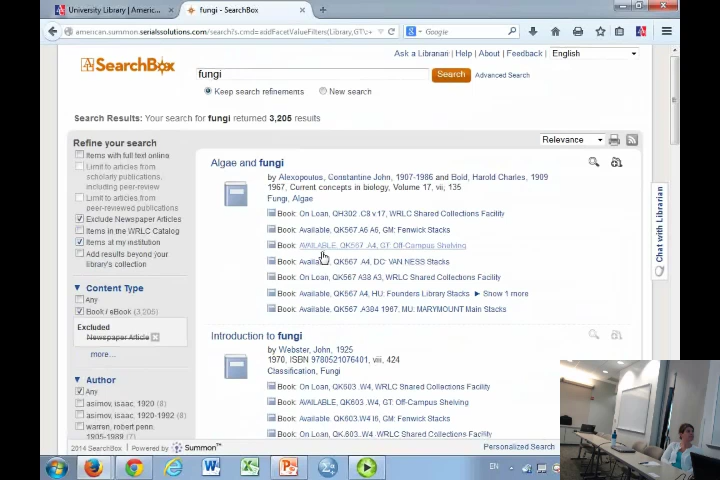 University Library | Americ...
fungi - SearchBox
american.summon.serialssolutions.com/search?s.cmd=addFacetValueFilters(Library,GT\:
Google
Ask a Librarian! | Help | About | Feedback
English
SearchBox
fungi
Search
Advanced Search
Keep search refinements
New search
Search Results: Your search for fungi returned 3,205 results
Refine your search
Items with full text online
Limit to articles from
scholarly publications,
including peer-review
Limit to articles from
peer-reviewed publications
Exclude Newspaper Articles
Items in the WRLC Catalog
Items at my institution
Add results beyond your
library's collection
Content Type
Any
Book / eBook (3,205)
Excluded
Newspaper Article
more...
Author
Any
asimov, isaac, 1920 (8)
asimov, isaac, 1920-1992 (8)
warren, robert penn.
1905-1989 (7)
Relevance
Algae and fungi
by Alexopoulos, Constantine John, 1907-1986 and Bold, Harold Charles, 1909
1967, Current concepts in biology, Volume 17, vii, 135
Fungi, Algae
Book: On Loan, QH302 .C8 v17, WRLC Shared Collections Facility
Book: Available, QK567 A6 A6, GM: Fenwick Stacks
Book: AVAILABLE, QK567 .A4, GT: Off-Campus Shelving
Book: Available, QK567 .A4, DC: VAN NESS Stacks
Book: On Loan, QK567 A38 A3, WRLC Shared Collections Facility
Book: Available, QK567 A4, HU: Founders Library Stacks ▶ Show 1 more
Book: Available, QK567 .A384 1967, MU: MARYMOUNT Main Stacks
Introduction to fungi
by Webster, John, 1925
1970, ISBN 9780521076401, viii, 424
Classification, Fungi
Book: On Loan, QK603 .W4, WRLC Shared Collections Facility
Book: AVAILABLE, QK603 .W4, GT: Off-Campus Shelving
Book: Available, QK603.W4 I6, GM: Fenwick Stacks
Book: On Loan, QK.603 .W4, WRLC Shared Collections Facility
Chat with Librarian
2014 SearchBox | Powered by Summon™
Personalized Search
EN